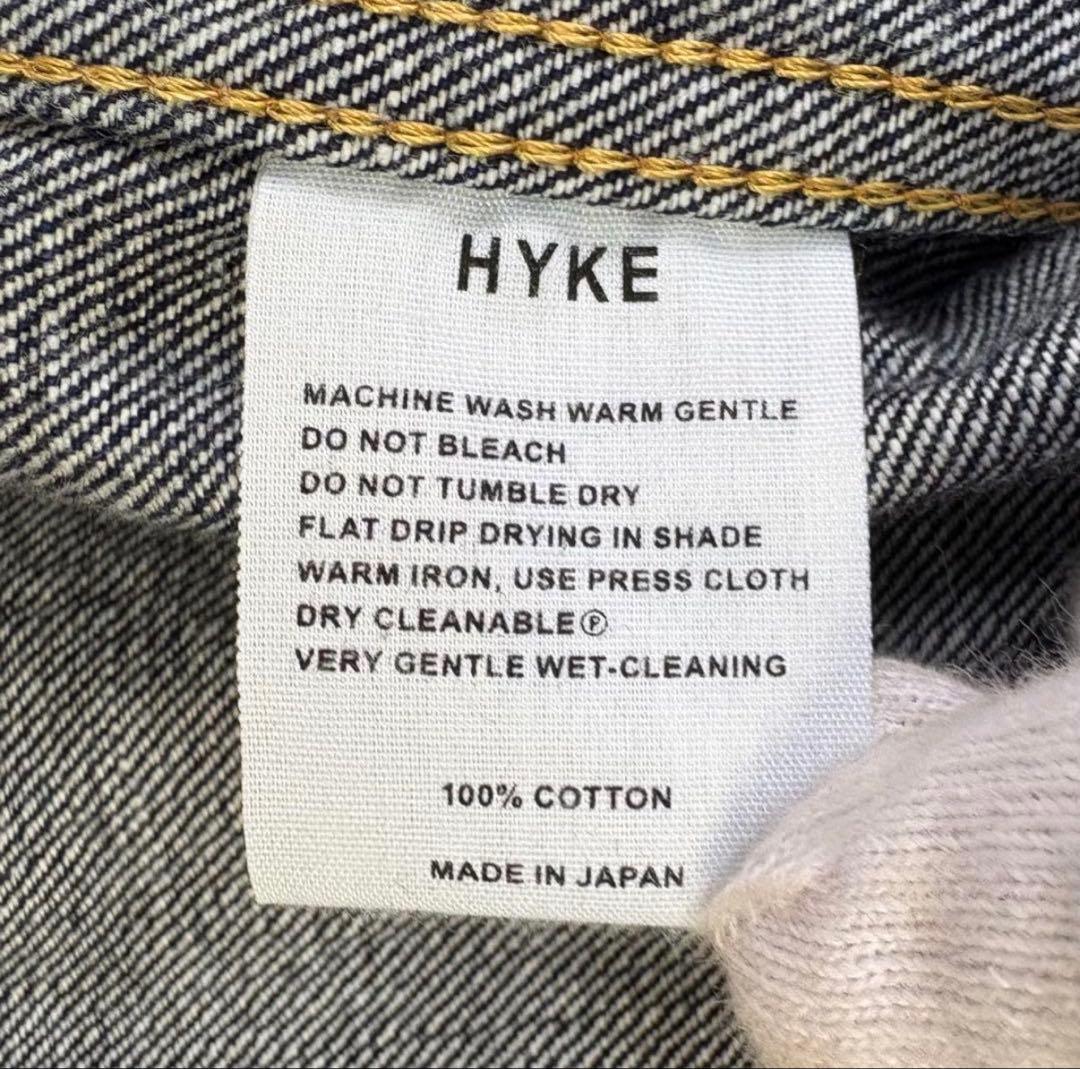 HYKE
MACHINE WASH WARM GENTLE
DO NOT BLEACH
DO NOT TUMBLE DRY
FLAT DRIP DRYING IN SHADE
WARM IRON, USE PRESS CLOTH
DRY CLEANABLEⓅ
VERY GENTLE WET-CLEANING
100% COTTON
MADE IN JAPAN